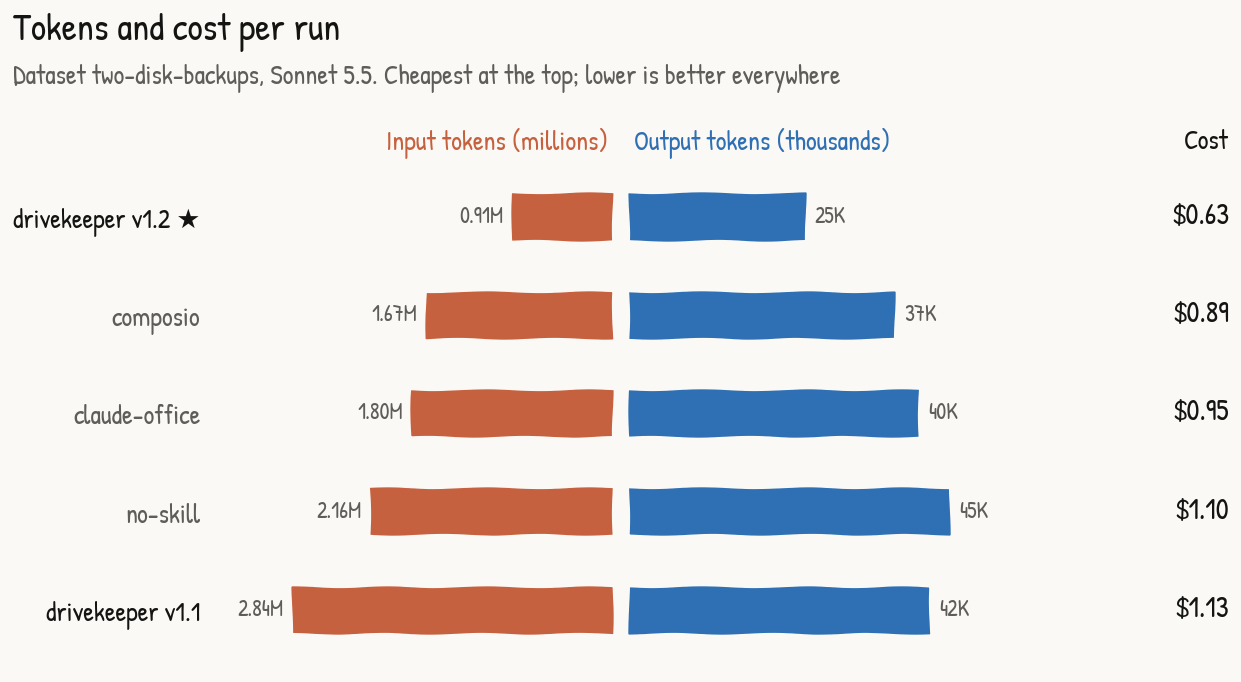 Tokens and cost per run
Dataset two-disk-backups, Sonnet 5.5. Cheapest at the top; lower is better everywhere
Input tokens (millions) Output tokens (thousands) Cost
drivekeeper v1.2 ★ 0.91M 25K $0.63
composio 1.67M 37K $0.89
claude-office 1.80M 40K $0.95
no-skill 2.16M 45K $1.10
drivekeeper v1.1 2.84M 42K $1.13